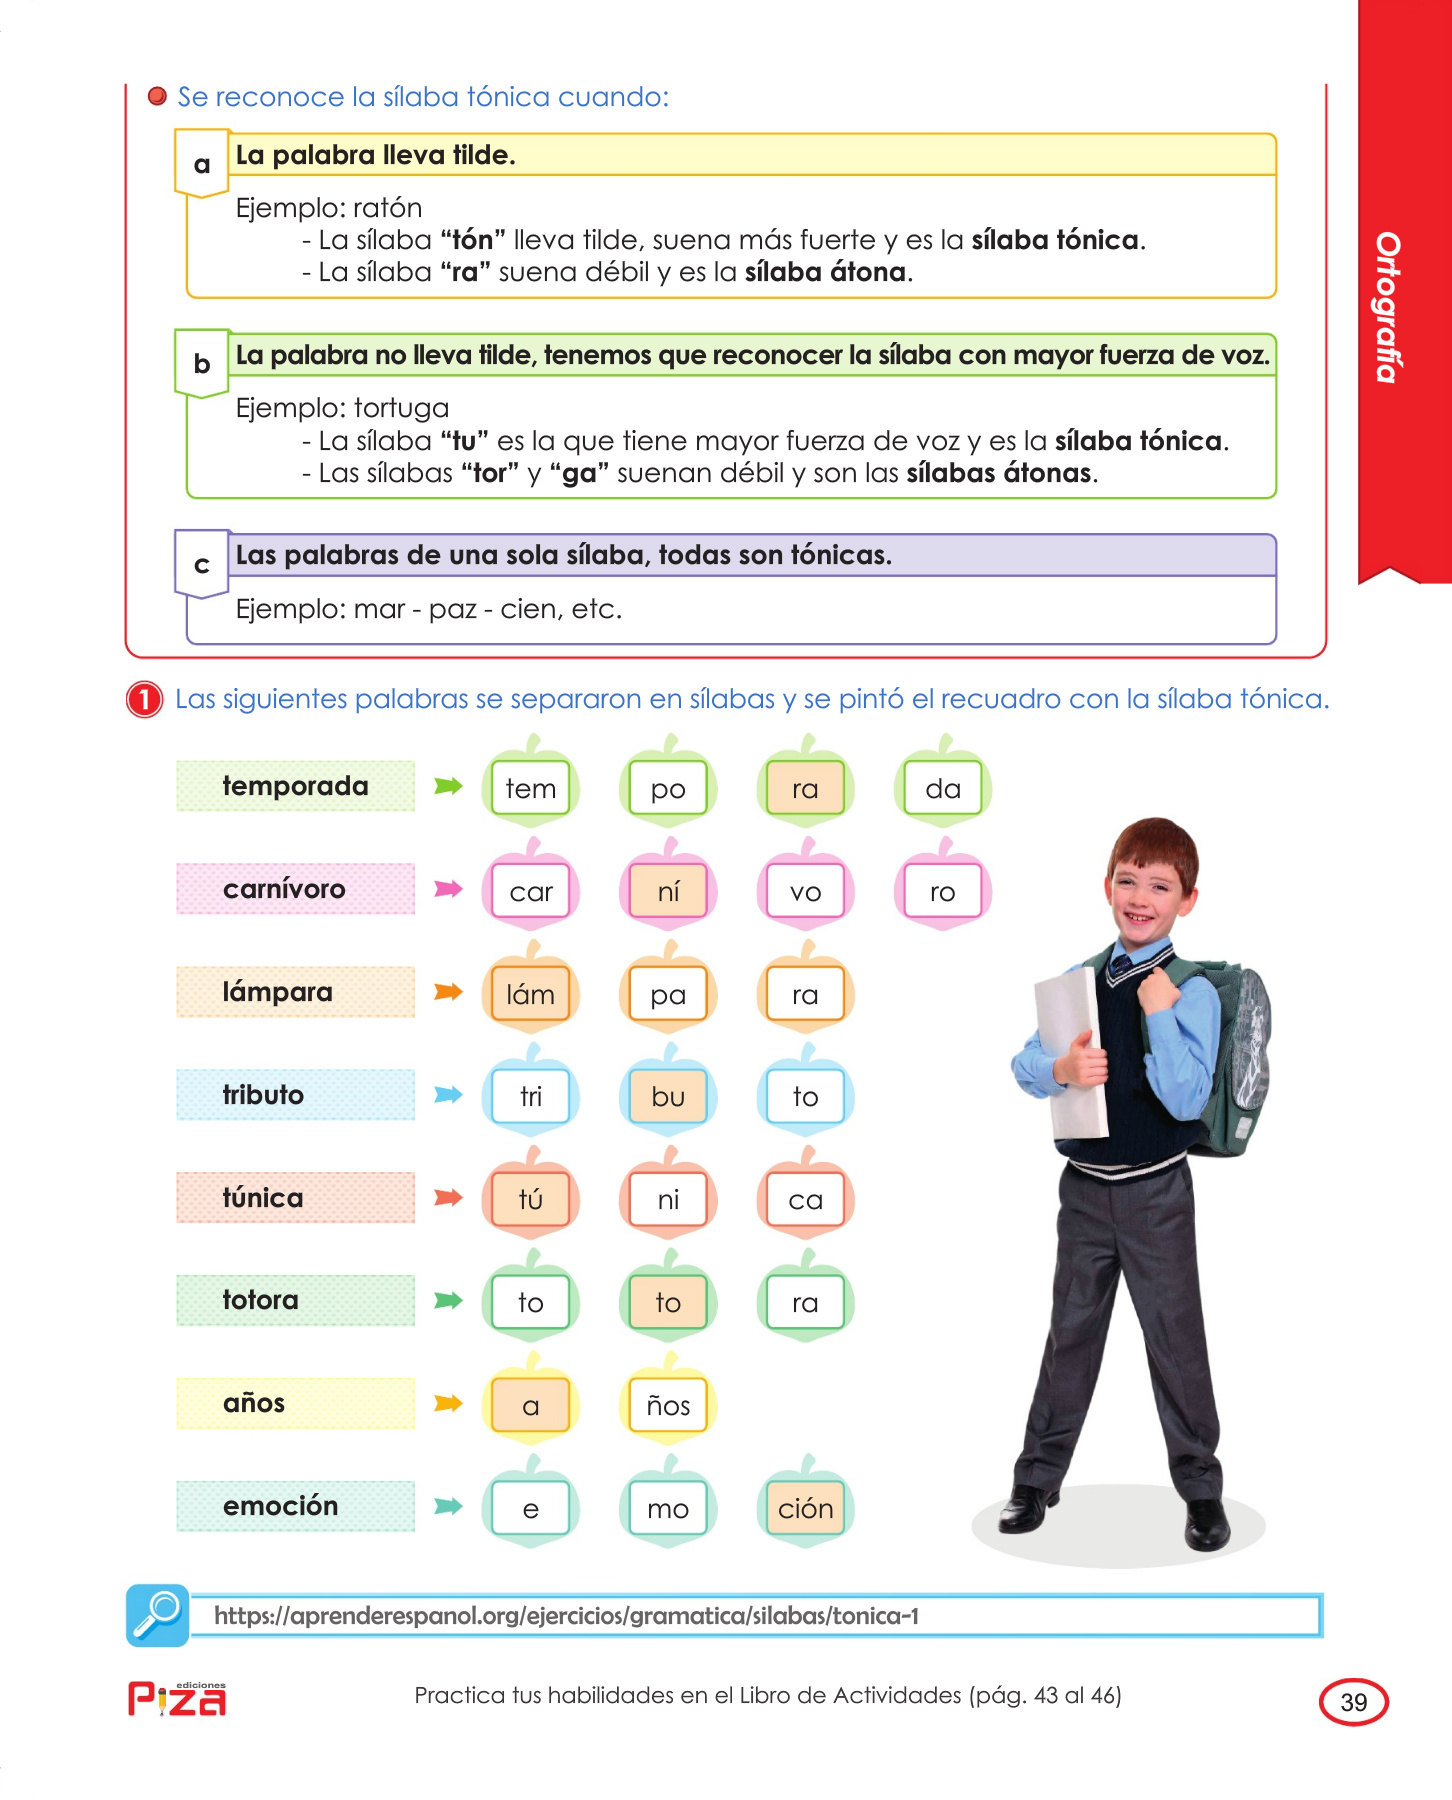 Se reconoce la sílaba tónica cuando:
a
La palabra lleva tilde.
Ejemplo: ratón
- La sílaba “tón” lleva tilde, suena más fuerte y es la sílaba tónica.
- La sílaba “ra” suena débil y es la sílaba átona.
b
La palabra no lleva tilde, tenemos que reconocer la sílaba con mayor fuerza de voz.
Ejemplo: tortuga
- La sílaba “tu” es la que tiene mayor fuerza de voz y es la sílaba tónica.
- Las sílabas “tor” y “ga” suenan débil y son las sílabas átonas.
c
Las palabras de una sola sílaba, todas son tónicas.
Ejemplo: mar - paz - cien, etc.
Ortografía
1 Las siguientes palabras se separaron en sílabas y se pintó el recuadro con la sílaba tónica.
temporada tem po ra da
carnívoro car ní vo ro
lámpara lám pa ra
tributo tri bu to
túnica tú ni ca
totora to to ra
años a ños
emoción e mo ción
https://aprenderespanol.org/ejercicios/gramatica/silabas/tonica-1
ediciones
Piza
Practica tus habilidades en el Libro de Actividades (pág. 43 al 46)
39